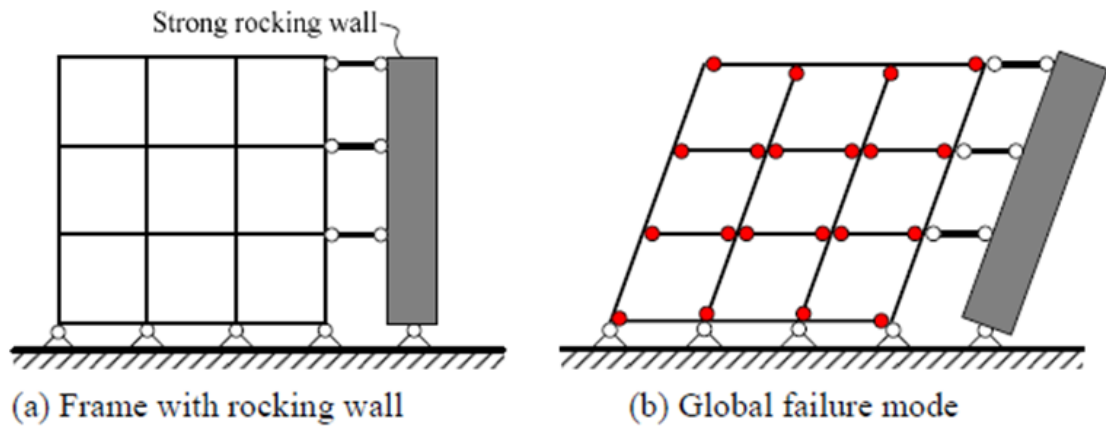 Strong rocking wall
(a) Frame with rocking wall
(b) Global failure mode